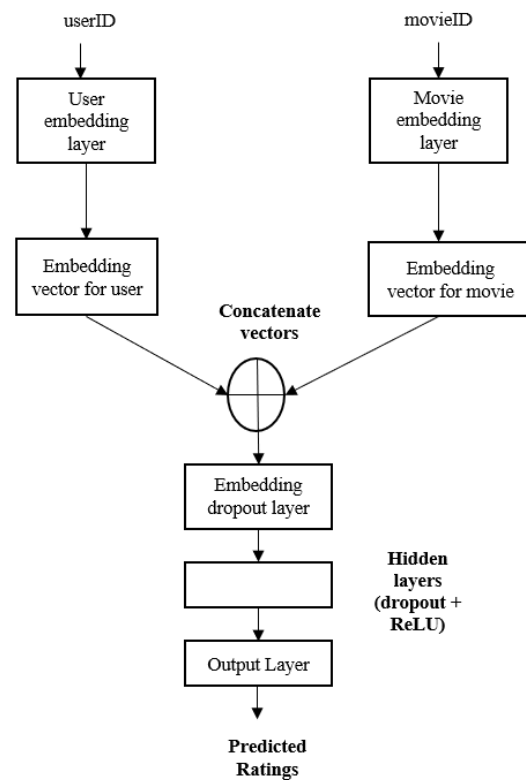 userID
movieID
User
embedding
layer
Movie
embedding
layer
Embedding
vector for user
Embedding
vector for movie
Concatenate
vectors
Embedding
dropout layer
Hidden
layers
(dropout +
ReLU)
Output Layer
Predicted
Ratings